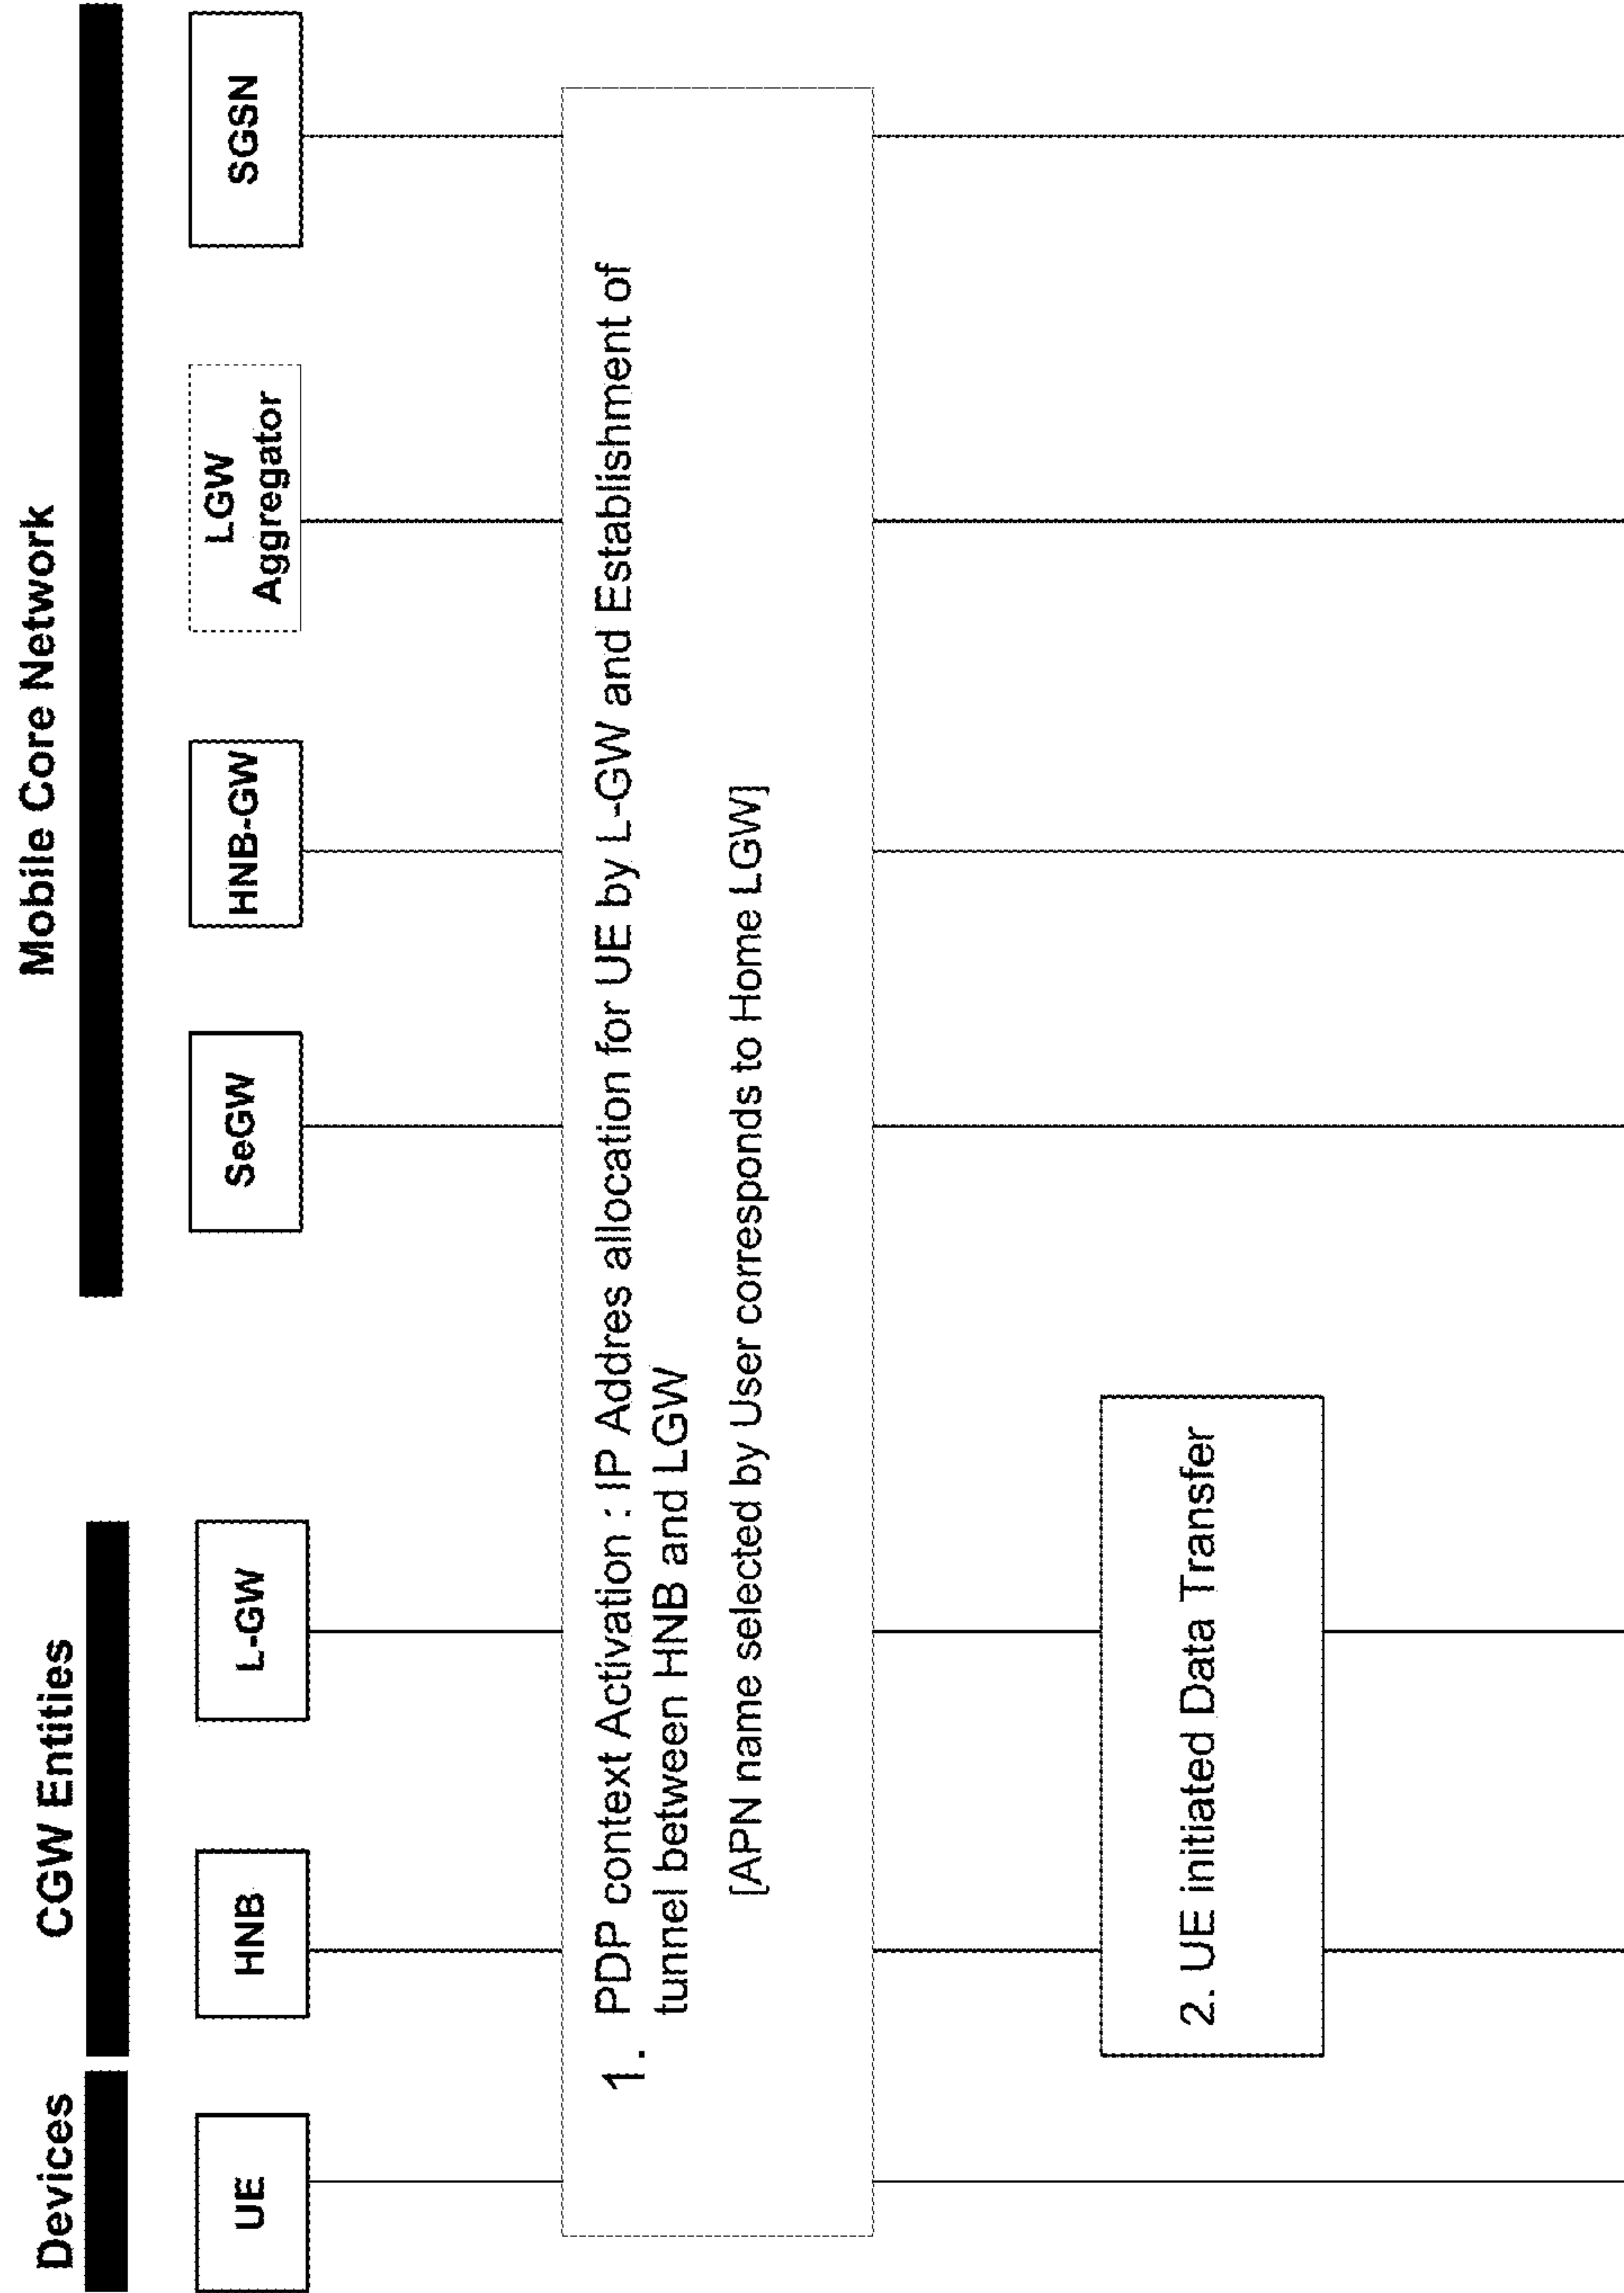 Devices
CGW Entities
Mobile Core Network
UE
HNB
L-GW
SeGW
HNB-GW
LGW
Aggregator
SGSN
1. PDP context Activation : IP Addres allocation for UE by L-GW and Establishment of
tunnel between HNB and LGW
[APN name selected by User corresponds to Home LGW]
2. UE initiated Data Transfer